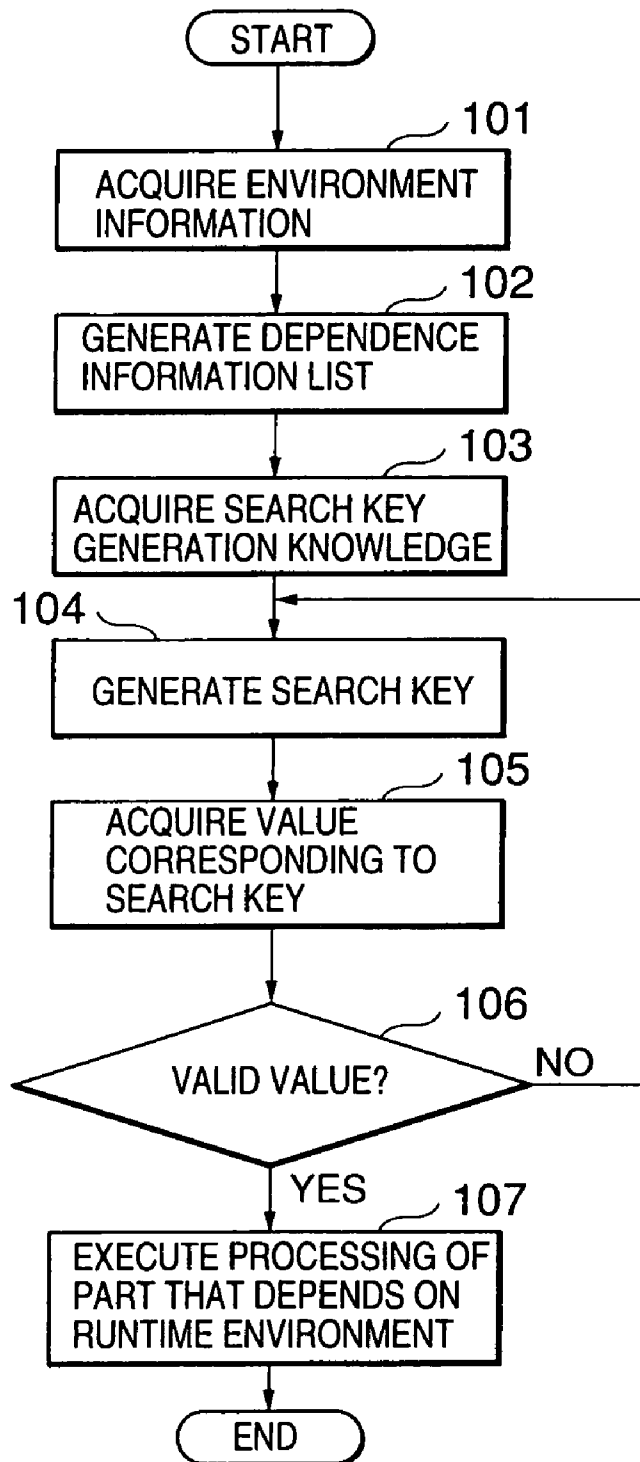 START
101
ACQUIRE ENVIRONMENT
INFORMATION
102
GENERATE DEPENDENCE
INFORMATION LIST
103
ACQUIRE SEARCH KEY
GENERATION KNOWLEDGE
104
GENERATE SEARCH KEY
105
ACQUIRE VALUE
CORRESPONDING TO
SEARCH KEY
106
VALID VALUE?
NO
YES
107
EXECUTE PROCESSING OF
PART THAT DEPENDS ON
RUNTIME ENVIRONMENT
END